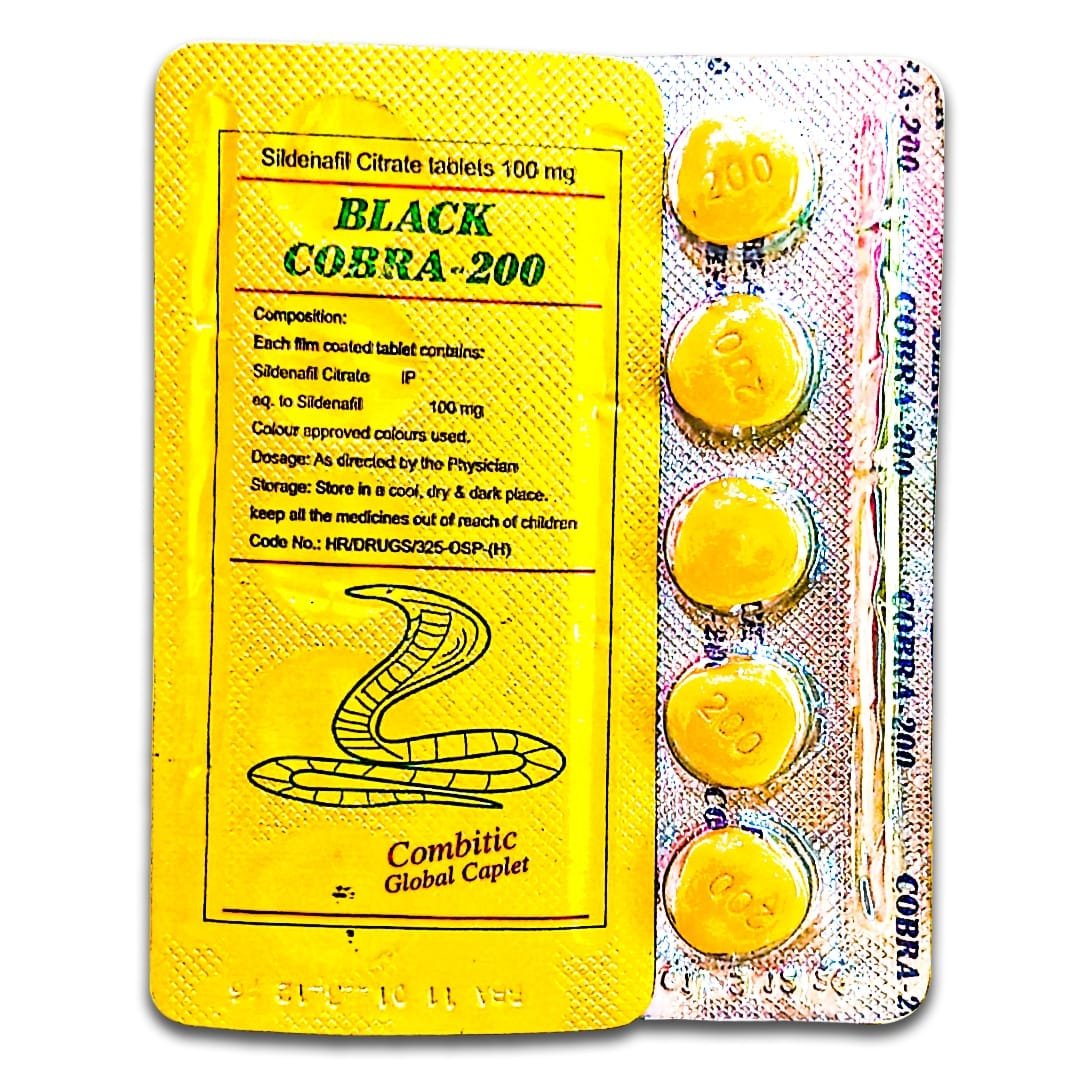 Sildenafil Citrate tablets 100 mg
BLACK
COBRA-200
Composition:
Each film coated tablet contains:
Sildenafil Citrate IP
eq. to Sildenafil 100 mg
Colour approved colours used.
Dosage: As directed by the Physician
Storage: Store in a cool, dry & dark place.
keep all the medicines out of reach of children
Code No.: HR/DRUGS/325-OSP-(H)
Combitic
Global Caplet
200
200
200
200
COBRA-200
COBRA-200
COBRA-2